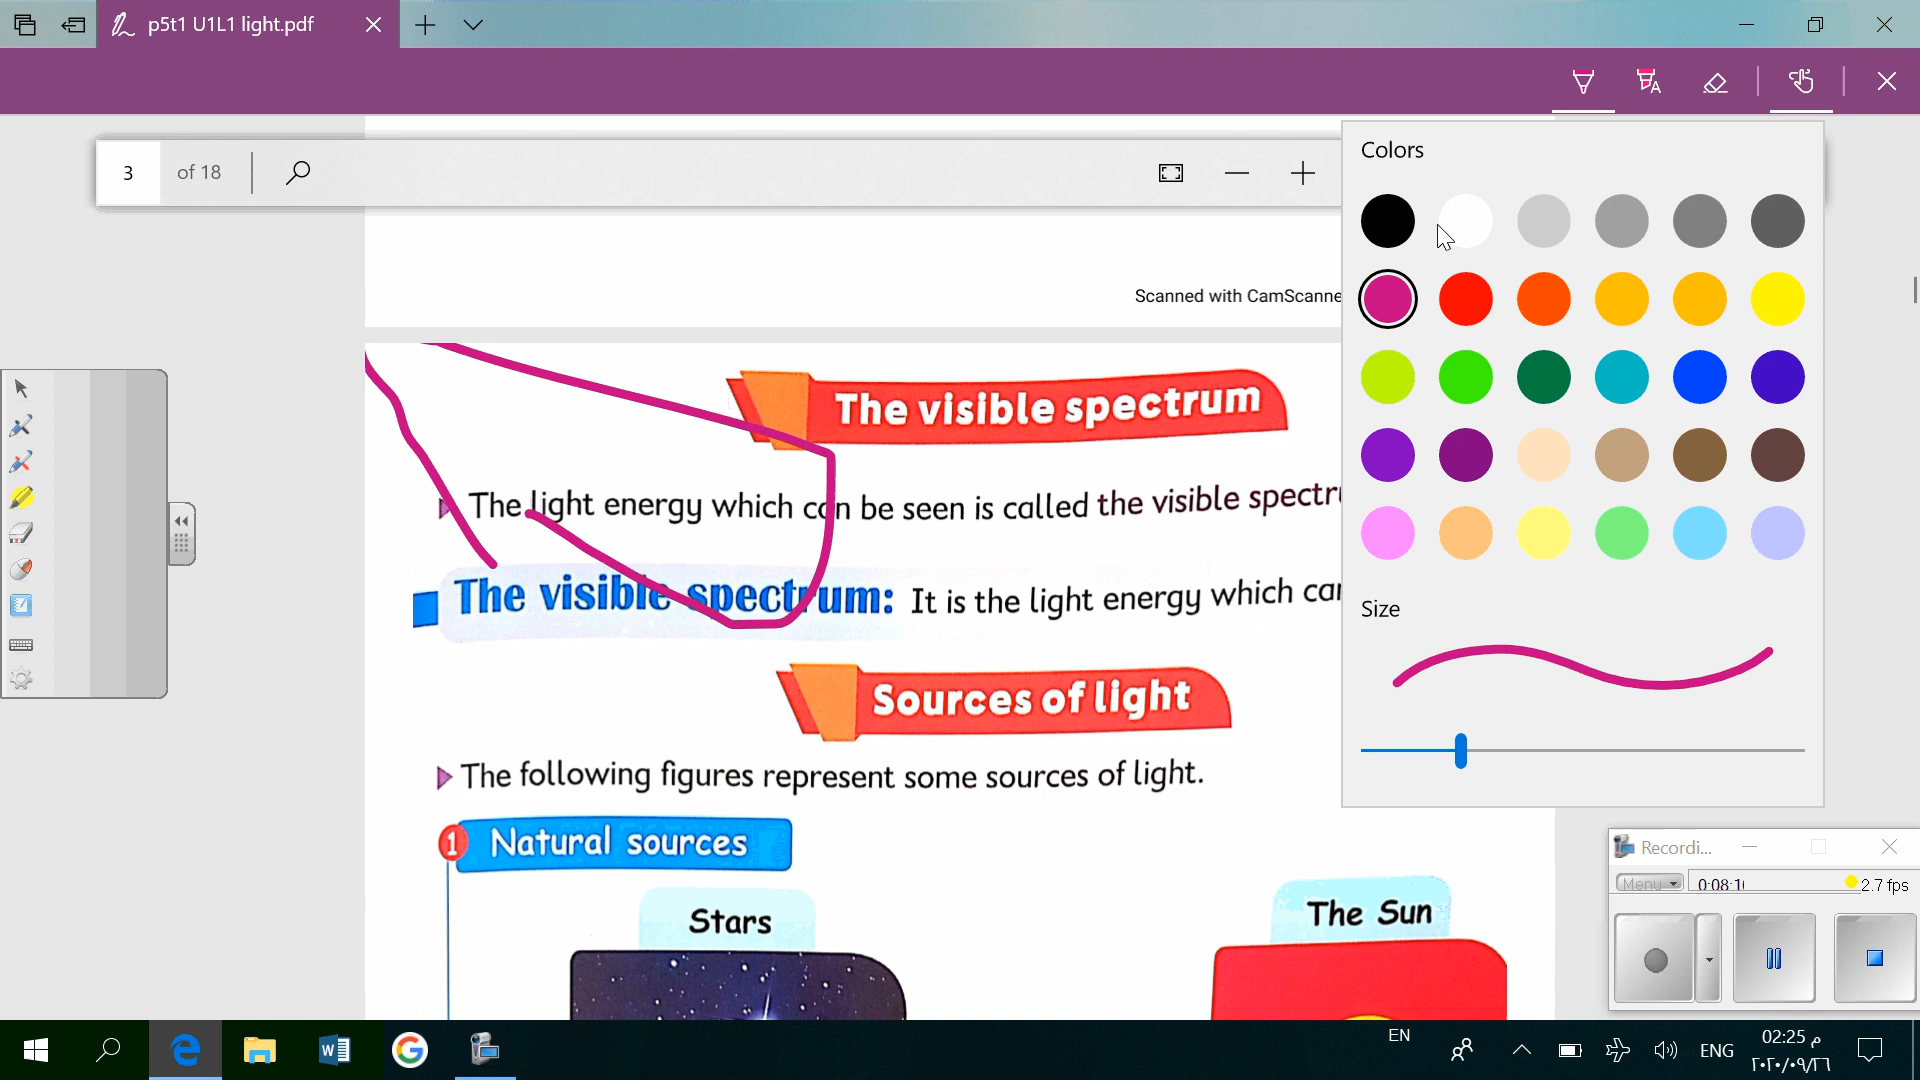 p5t1 U1L1 light.pdf
3 of 18
Colors
Scanned with CamScanne
The visible spectrum
The light energy which can be seen is called the visible spectru
The visible spectrum: It is the light energy which can
Size
Sources of light
The following figures represent some sources of light.
1 Natural sources
Stars
The Sun
Recordi...
Menu
0:08:1
2.7 fps
EN
ENG
02:25 م
٢٠٢٠/٠٩/٢٦